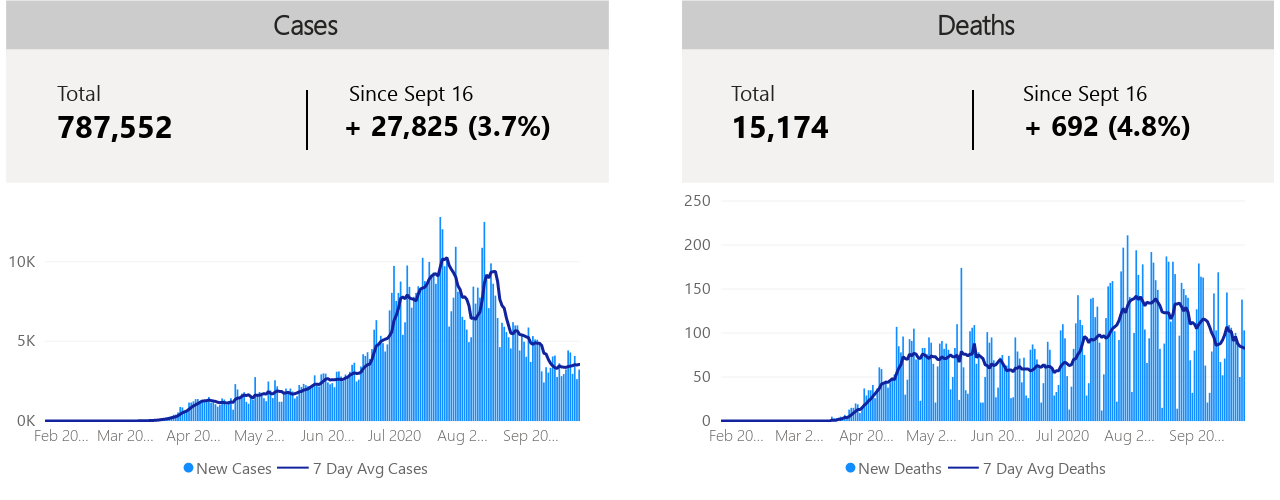 Cases
Total
787,552
Since Sept 16
+ 27,825 (3.7%)
10K
5K
0K
Feb 20... Mar 20... Apr 20... May 2... Jun 20... Jul 2020 Aug 2... Sep 20...
New Cases 7 Day Avg Cases
Deaths
Total
15,174
Since Sept 16
+ 692 (4.8%)
250
200
150
100
50
0
Feb 20... Mar 2... Apr 20... May 2... Jun 20... Jul 2020 Aug 2... Sep 20...
New Deaths 7 Day Avg Deaths